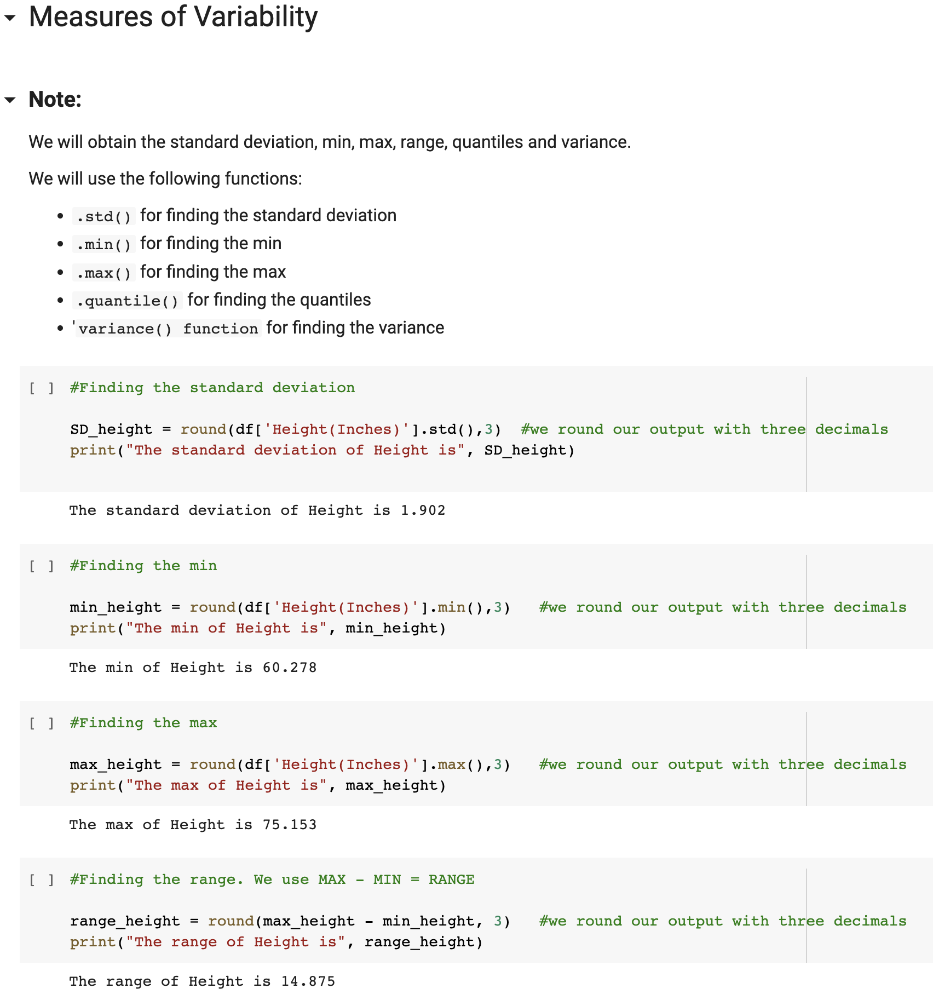 Measures of Variability
Note:
We will obtain the standard deviation, min, max, range, quantiles and variance.
We will use the following functions:
• .std() for finding the standard deviation
• .min() for finding the min
• .max() for finding the max
• .quantile() for finding the quantiles
• 'variance() function for finding the variance
[ ] #Finding the standard deviation
SD_height = round(df['Height(Inches)'].std(),3)  #we round our output with three decimals
print("The standard deviation of Height is", SD_height)
The standard deviation of Height is 1.902
[ ] #Finding the min
min_height = round(df['Height(Inches)'].min(),3)   #we round our output with three decimals
print("The min of Height is", min_height)
The min of Height is 60.278
[ ] #Finding the max
max_height = round(df['Height(Inches)'].max(),3)   #we round our output with three decimals
print("The max of Height is", max_height)
The max of Height is 75.153
[ ] #Finding the range. We use MAX - MIN = RANGE
range_height = round(max_height - min_height, 3)   #we round our output with three decimals
print("The range of Height is", range_height)
The range of Height is 14.875